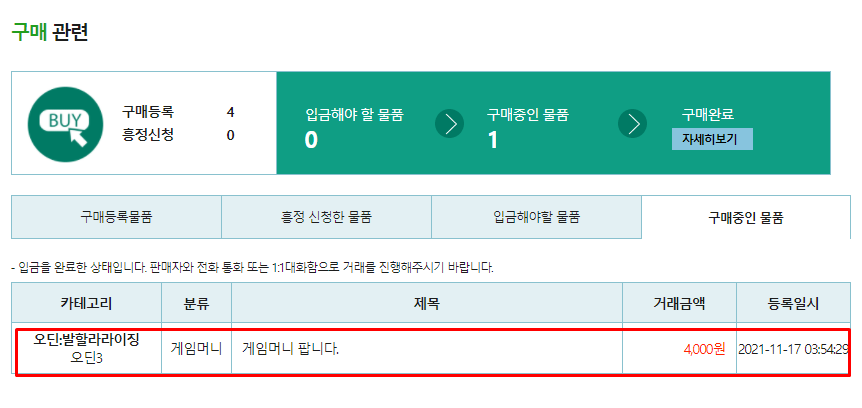 구매 관련
BUY
구매등록 4
흥정신청 0
입금해야 할 물품
0
구매중인 물품
1
구매완료
자세히보기
구매등록물품 흥정 신청한 물품 입금해야할 물품 구매중인 물품
- 입금을 완료한 상태입니다. 판매자와 전화 통화 또는 1:1대화함으로 거래를 진행해주시기 바랍니다.
카테고리 분류 제목 거래금액 등록일시
오딘:발할라라이징
오딘3
게임머니 게임머니 팝니다. 4,000원 2021-11-17 03:54:29